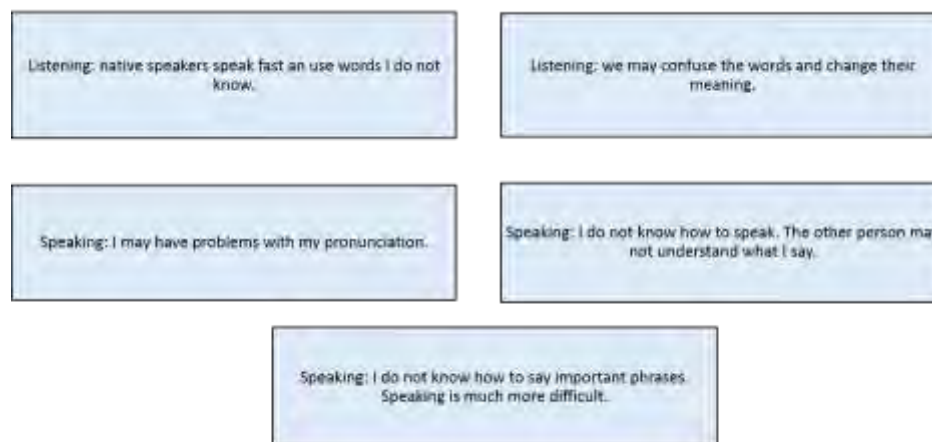 Listening: native speakers speak fast an use words I do not
know.
Listening: we may confuse the words and change their
meaning.
Speaking: I may have problems with my pronunciation.
Speaking: I do not know how to speak. The other person may
not understand what I say.
Speaking: I do not know how to say important phrases.
Speaking is much more difficult.